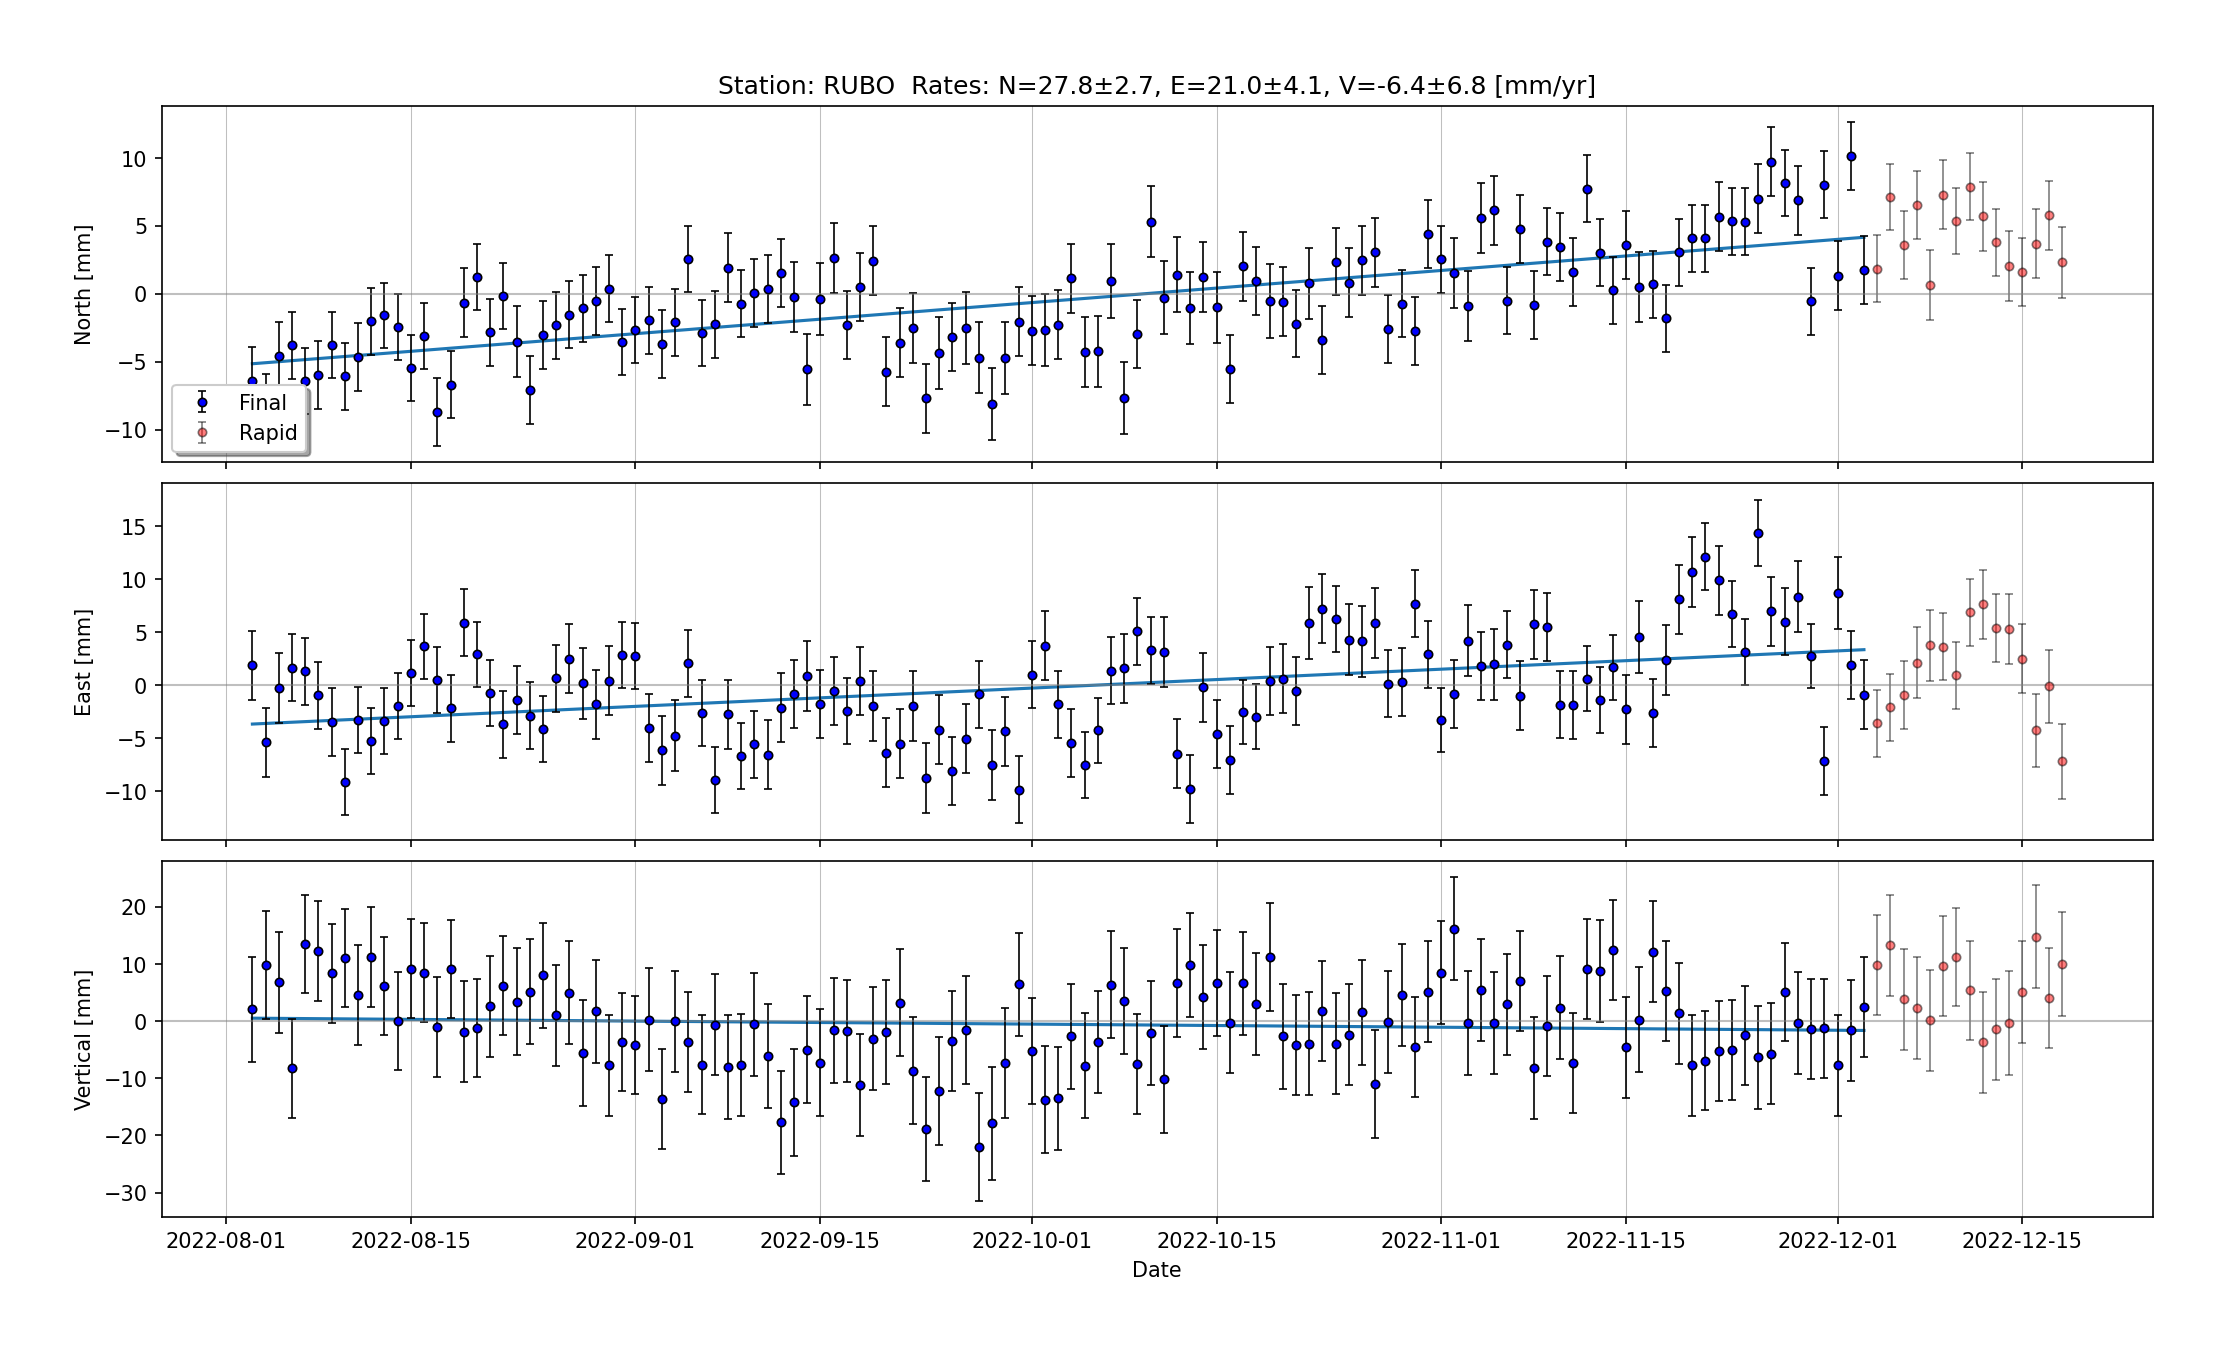 Station: RUBO  Rates: N=27.8±2.7, E=21.0±4.1, V=-6.4±6.8 [mm/yr]
North [mm]
10
5
0
−5
−10
Final
Rapid
East [mm]
15
10
5
0
−5
−10
Vertical [mm]
20
10
0
−10
−20
−30
2022-08-01 2022-08-15 2022-09-01 2022-09-15 2022-10-01 2022-10-15 2022-11-01 2022-11-15 2022-12-01 2022-12-15
Date